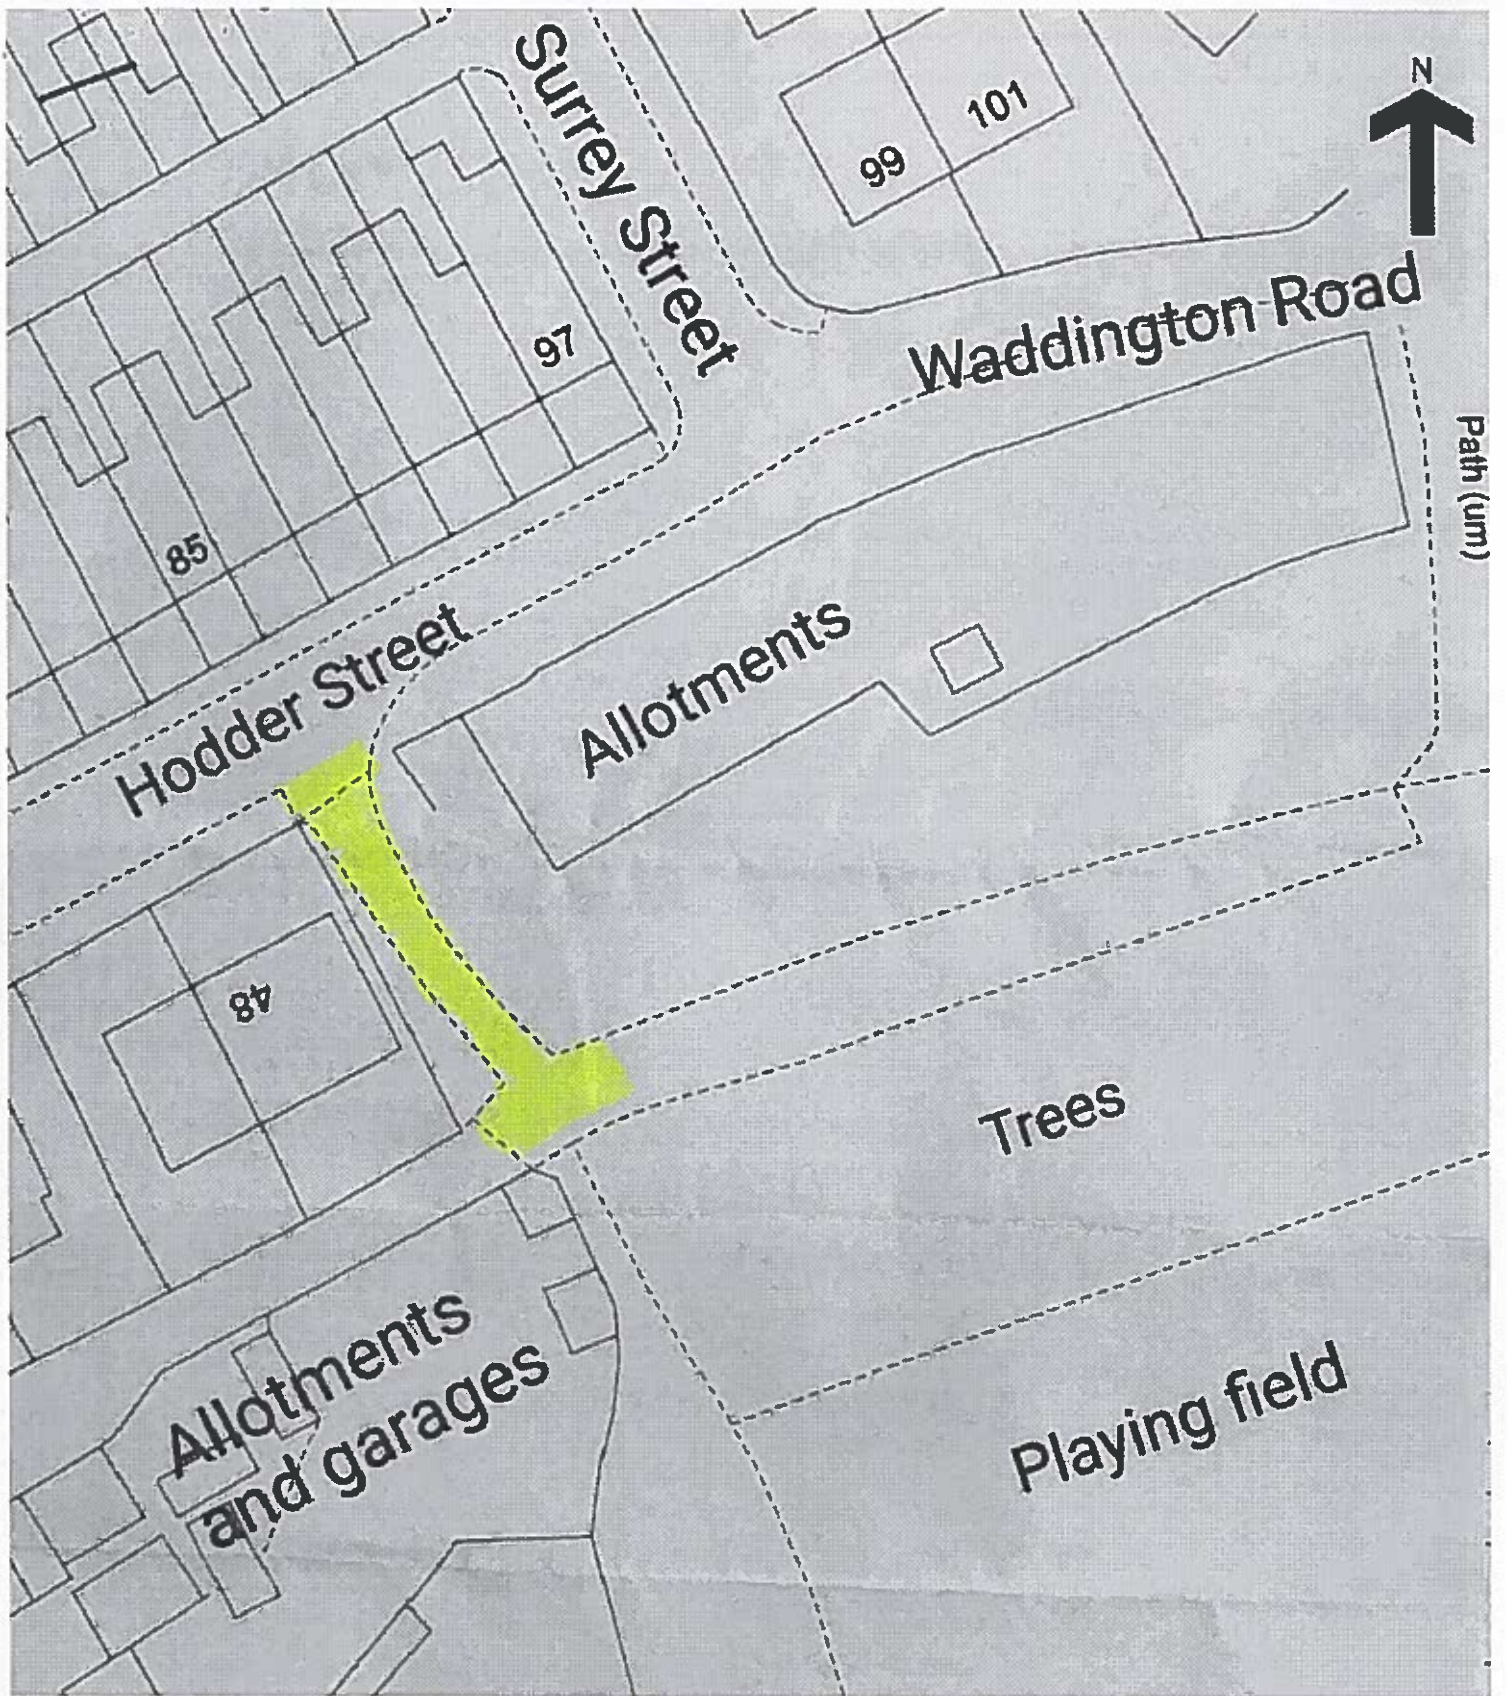 N
Surrey Street
101
99
Waddington Road
97
Path (um)
85
Hodder Street
Allotments
48
Trees
Allotments
and garages
Playing field